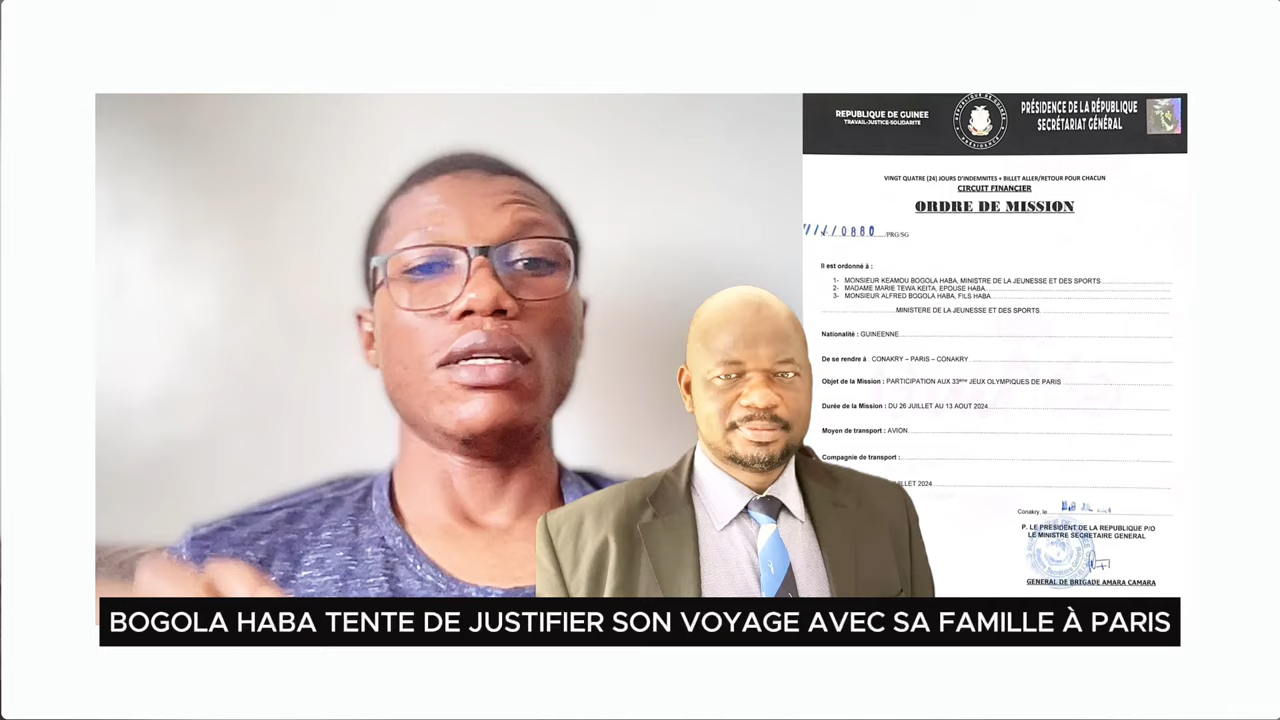 REPUBLIQUE DE GUINEE
TRAVAIL-JUSTICE-SOLIDARITE
PRÉSIDENCE DE LA RÉPUBLIQUE
SECRÉTARIAT GÉNÉRAL
VINGT QUATRE (24) JOURS D'INDEMNITES + BILLET ALLER/RETOUR POUR CHACUN
CIRCUIT FINANCIER
ORDRE DE MISSION
0880 /PRG/SG
Il est ordonné à :
1- MONSIEUR KEAMOU BOGOLA HABA, MINISTRE DE LA JEUNESSE ET DES SPORTS
2- MADAME MARIE TEWA KEITA, EPOUSE HABA
3- MONSIEUR ALFRED BOGOLA HABA, FILS HABA
MINISTERE DE LA JEUNESSE ET DES SPORTS
Nationalité : GUINEENNE
De se rendre à : CONAKRY – PARIS – CONAKRY
Objet de la Mission : PARTICIPATION AUX 33ème JEUX OLYMPIQUES DE PARIS
Durée de la Mission : DU 26 JUILLET AU 13 AOUT 2024
Moyen de transport : AVION
Compagnie de transport :
UILLET 2024
Conakry, le
P. LE PRESIDENT DE LA REPUBLIQUE P/O
LE MINISTRE SECRETAIRE GENERAL
GENERAL DE BRIGADE AMARA CAMARA
BOGOLA HABA TENTE DE JUSTIFIER SON VOYAGE AVEC SA FAMILLE À PARIS